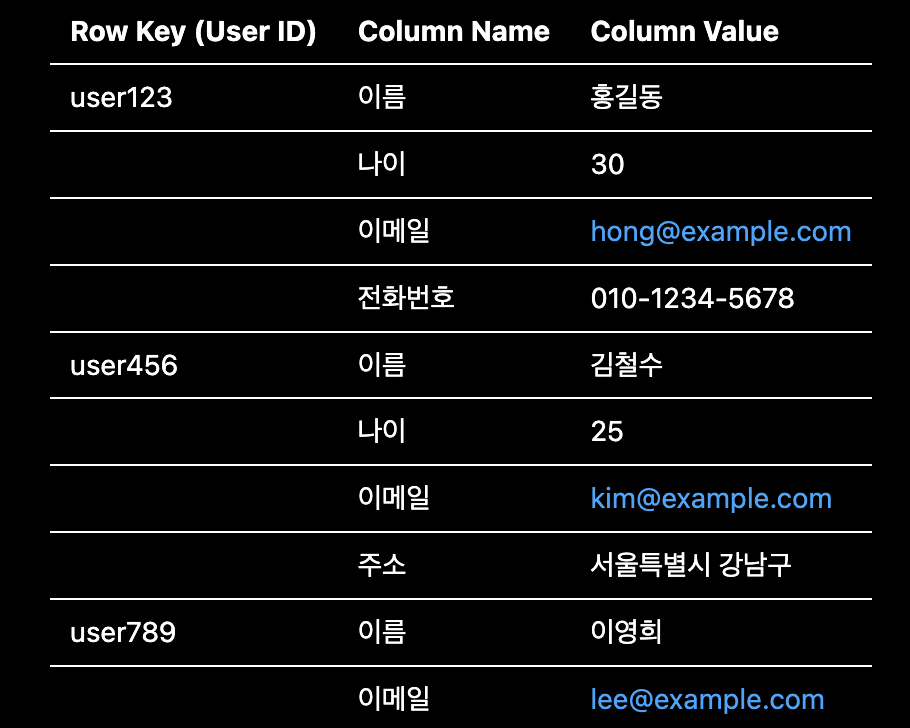 Row Key (User ID) Column Name Column Value
user123 이름 홍길동
나이 30
이메일 hong@example.com
전화번호 010-1234-5678
user456 이름 김철수
나이 25
이메일 kim@example.com
주소 서울특별시 강남구
user789 이름 이영희
이메일 lee@example.com